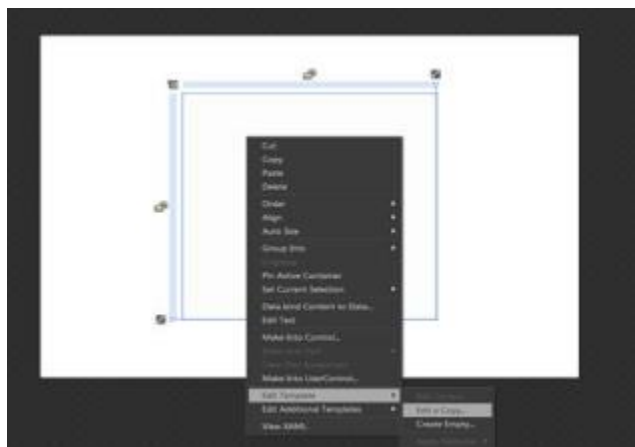 Cut
Copy
Paste
Delete
Order
Align
Auto Size
Group Into
Pin Active Container
Set Current Selection
Data bind Content to Data...
Edit Text
Make Into Control...
Make Into UserControl...
Edit Template
Edit a Copy...
Edit Additional Templates
Create Empty...
View XAML